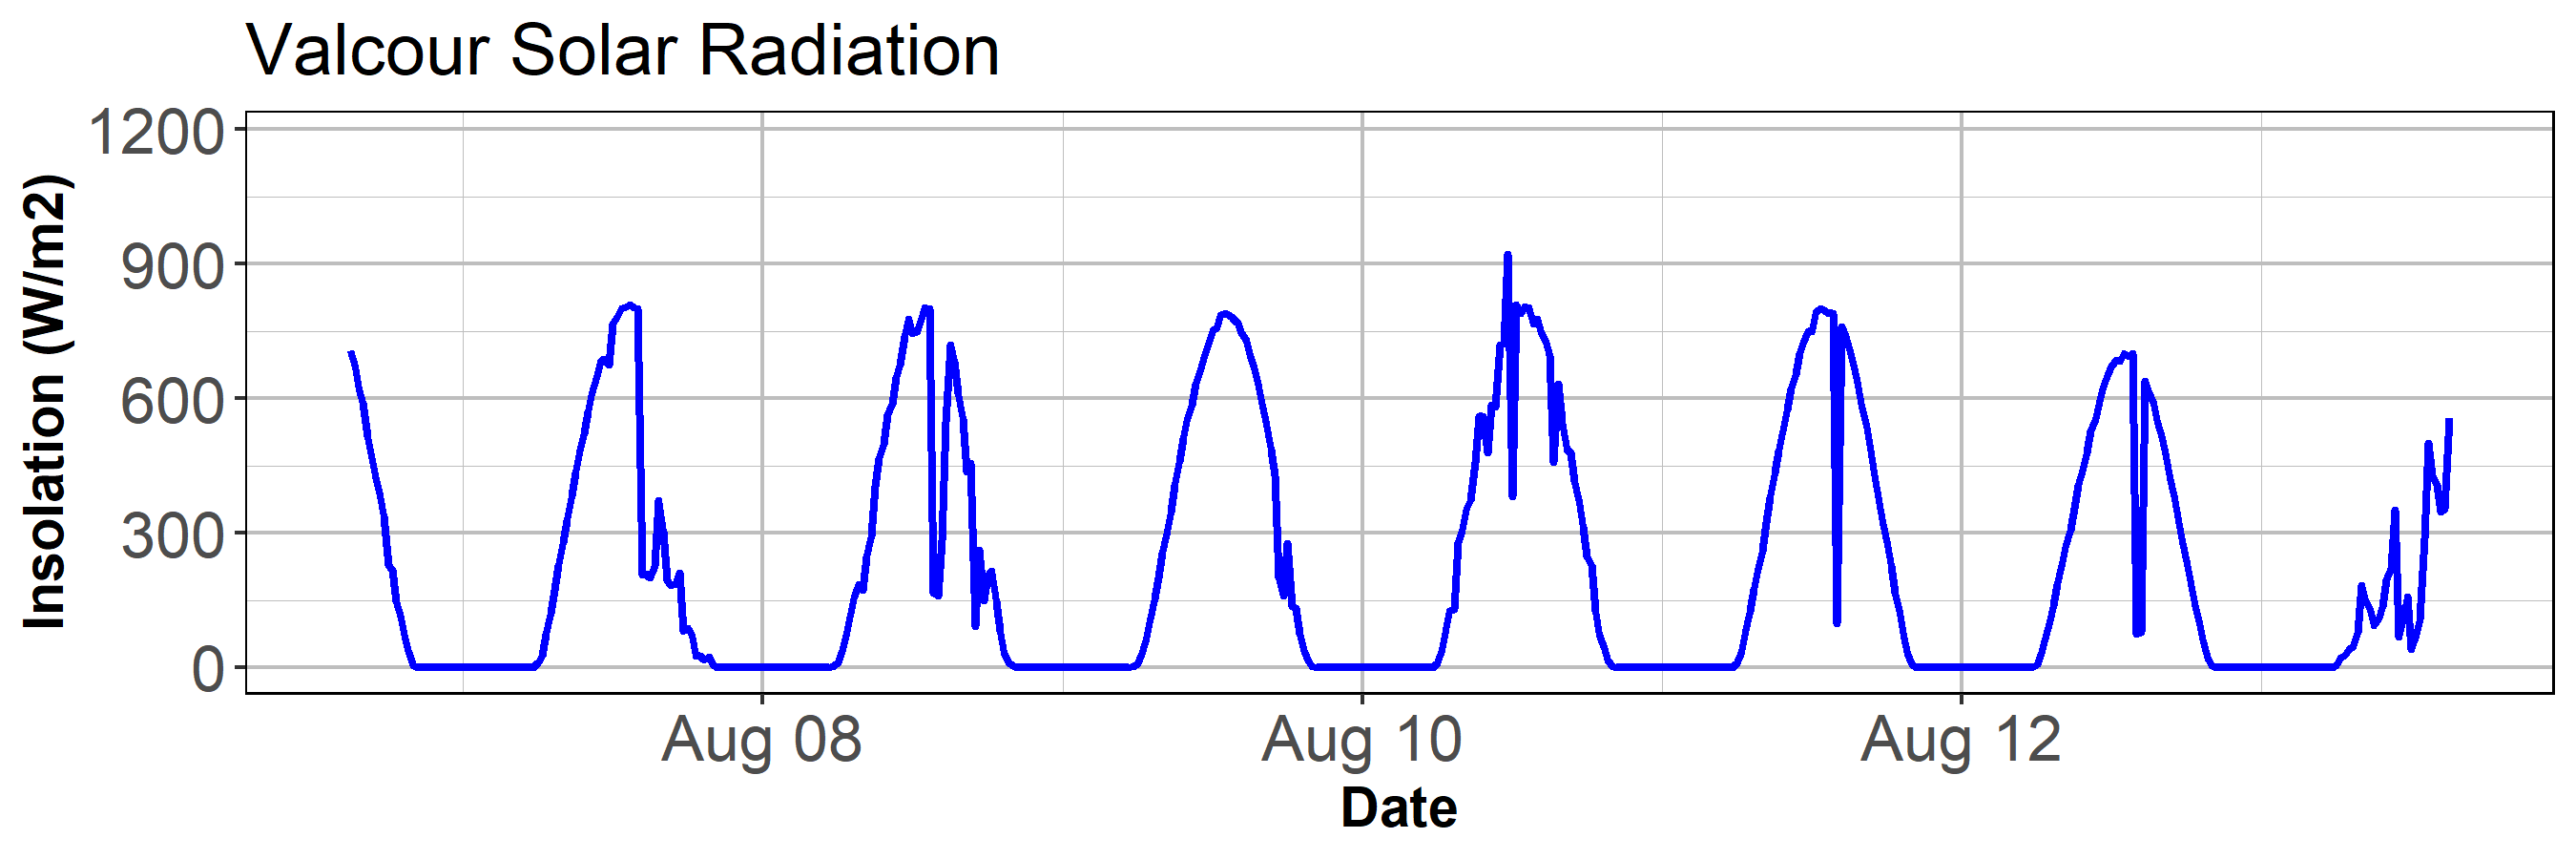 Valcour Solar Radiation
Insolation (W/m2)
1200
900
600
300
0
Aug 08
Aug 10
Aug 12
Date